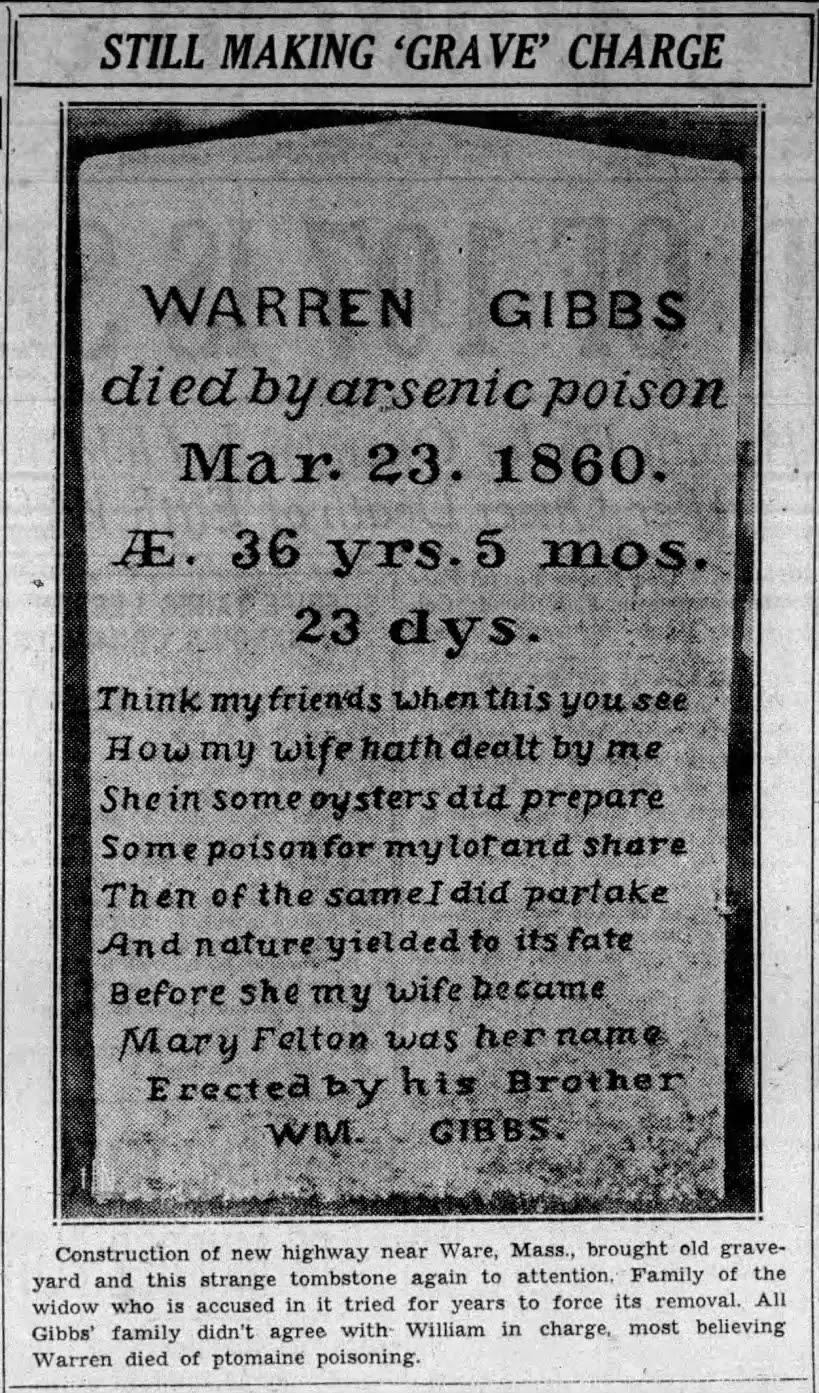 STILL MAKING ‘GRAVE’ CHARGE
WARREN GIBBS
died by arsenic poison
Mar. 23. 1860.
Æ. 36 yrs. 5 mos.
23 dys.
Think my friends when this you see
How my wife hath dealt by me
She in some oysters did prepare
Some poison for my lot and share
Then of the same I did partake
And nature yielded to its fate
Before she my wife became
Mary Felton was her name
Erected by his Brother
WM. GIBBS.
Construction of new highway near Ware, Mass., brought old grave-
yard and this strange tombstone again to attention. Family of the
widow who is accused in it tried for years to force its removal. All
Gibbs’ family didn’t agree with William in charge, most believing
Warren died of ptomaine poisoning.